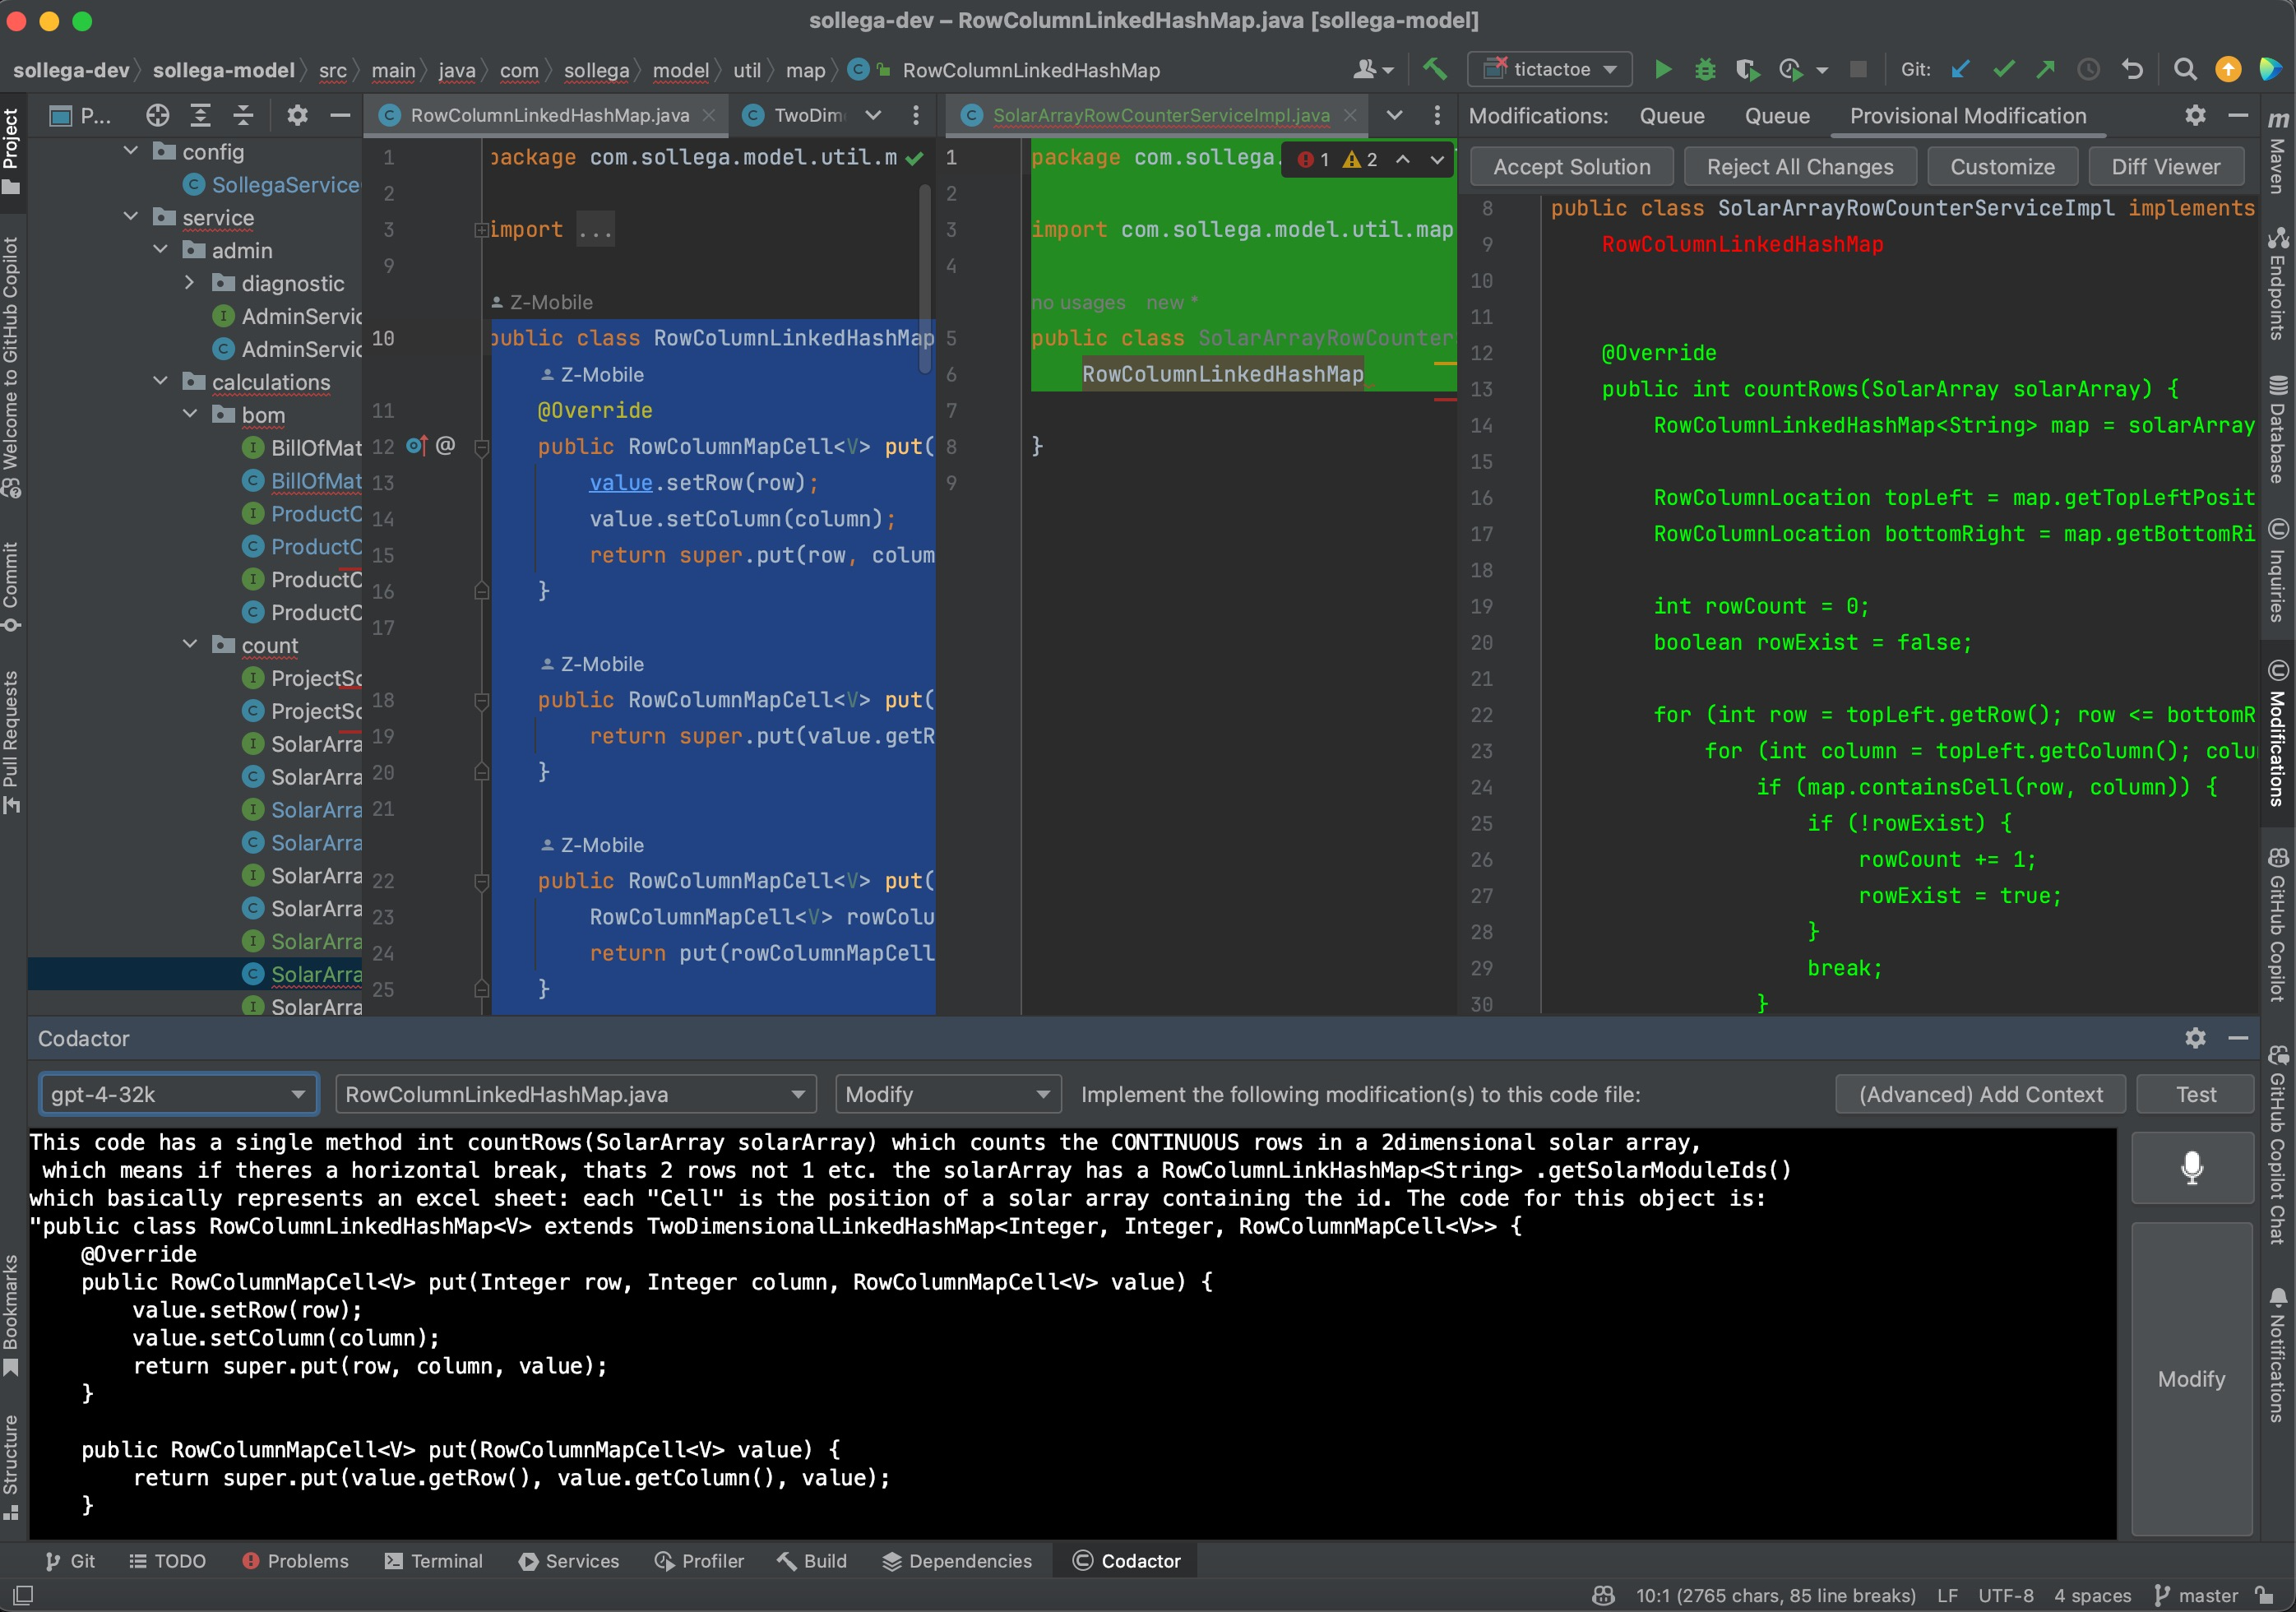 sollega-dev – RowColumnLinkedHashMap.java [sollega-model]
sollega-dev sollega-model src main java com sollega model util map RowColumnLinkedHashMap
tictactoe
Git:
Project
Welcome to GitHub Copilot
Commit
Pull Requests
Bookmarks
Structure
P...
config
SollegaService
service
admin
diagnostic
AdminServic
AdminServic
calculations
bom
BillOfMat
BillOfMat
ProductC
ProductC
ProductC
ProductC
count
ProjectSo
ProjectSo
SolarArra
SolarArra
SolarArra
SolarArra
SolarArra
SolarArra
SolarArra
SolarArra
SolarArra
RowColumnLinkedHashMap.java
TwoDim
1 package com.sollega.model.util.m
2
3 import ...
9
Z-Mobile
10 public class RowColumnLinkedHashMap
Z-Mobile
11 @Override
12 @ public RowColumnMapCell<V> put(
13 value.setRow(row);
14 value.setColumn(column);
15 return super.put(row, colum
16 }
17
Z-Mobile
18 public RowColumnMapCell<V> put(
19 return super.put(value.getR
20 }
21
Z-Mobile
22 public RowColumnMapCell<V> put(
23 RowColumnMapCell<V> rowColu
24 return put(rowColumnMapCell
25 }
SolarArrayRowCounterServiceImpl.java
1 package com.sollega.
1 2
2
3 import com.sollega.model.util.map
4
no usages new *
5 public class SolarArrayRowCounter
6 RowColumnLinkedHashMap
7
8 }
9
Modifications: Queue Queue Provisional Modification
Accept Solution Reject All Changes Customize Diff Viewer
8 public class SolarArrayRowCounterServiceImpl implements
9 RowColumnLinkedHashMap
10
11
12 @Override
13 public int countRows(SolarArray solarArray) {
14 RowColumnLinkedHashMap<String> map = solarArray
15
16 RowColumnLocation topLeft = map.getTopLeftPosit
17 RowColumnLocation bottomRight = map.getBottomRi
18
19 int rowCount = 0;
20 boolean rowExist = false;
21
22 for (int row = topLeft.getRow(); row <= bottomR
23 for (int column = topLeft.getColumn(); colu
24 if (map.containsCell(row, column)) {
25 if (!rowExist) {
26 rowCount += 1;
27 rowExist = true;
28 }
29 break;
30 }
m Maven
Endpoints
Database
Inquiries
Modifications
GitHub Copilot
GitHub Copilot Chat
Notifications
Codactor
gpt-4-32k
RowColumnLinkedHashMap.java
Modify
Implement the following modification(s) to this code file:
(Advanced) Add Context
Test
This code has a single method int countRows(SolarArray solarArray) which counts the CONTINUOUS rows in a 2dimensional solar array,
which means if theres a horizontal break, thats 2 rows not 1 etc. the solarArray has a RowColumnLinkHashMap<String> .getSolarModuleIds()
which basically represents an excel sheet: each "Cell" is the position of a solar array containing the id. The code for this object is:
"public class RowColumnLinkedHashMap<V> extends TwoDimensionalLinkedHashMap<Integer, Integer, RowColumnMapCell<V>> {
@Override
public RowColumnMapCell<V> put(Integer row, Integer column, RowColumnMapCell<V> value) {
value.setRow(row);
value.setColumn(column);
return super.put(row, column, value);
}
public RowColumnMapCell<V> put(RowColumnMapCell<V> value) {
return super.put(value.getRow(), value.getColumn(), value);
}
Modify
Git TODO Problems Terminal Services Profiler Build Dependencies Codactor
10:1 (2765 chars, 85 line breaks) LF UTF-8 4 spaces master